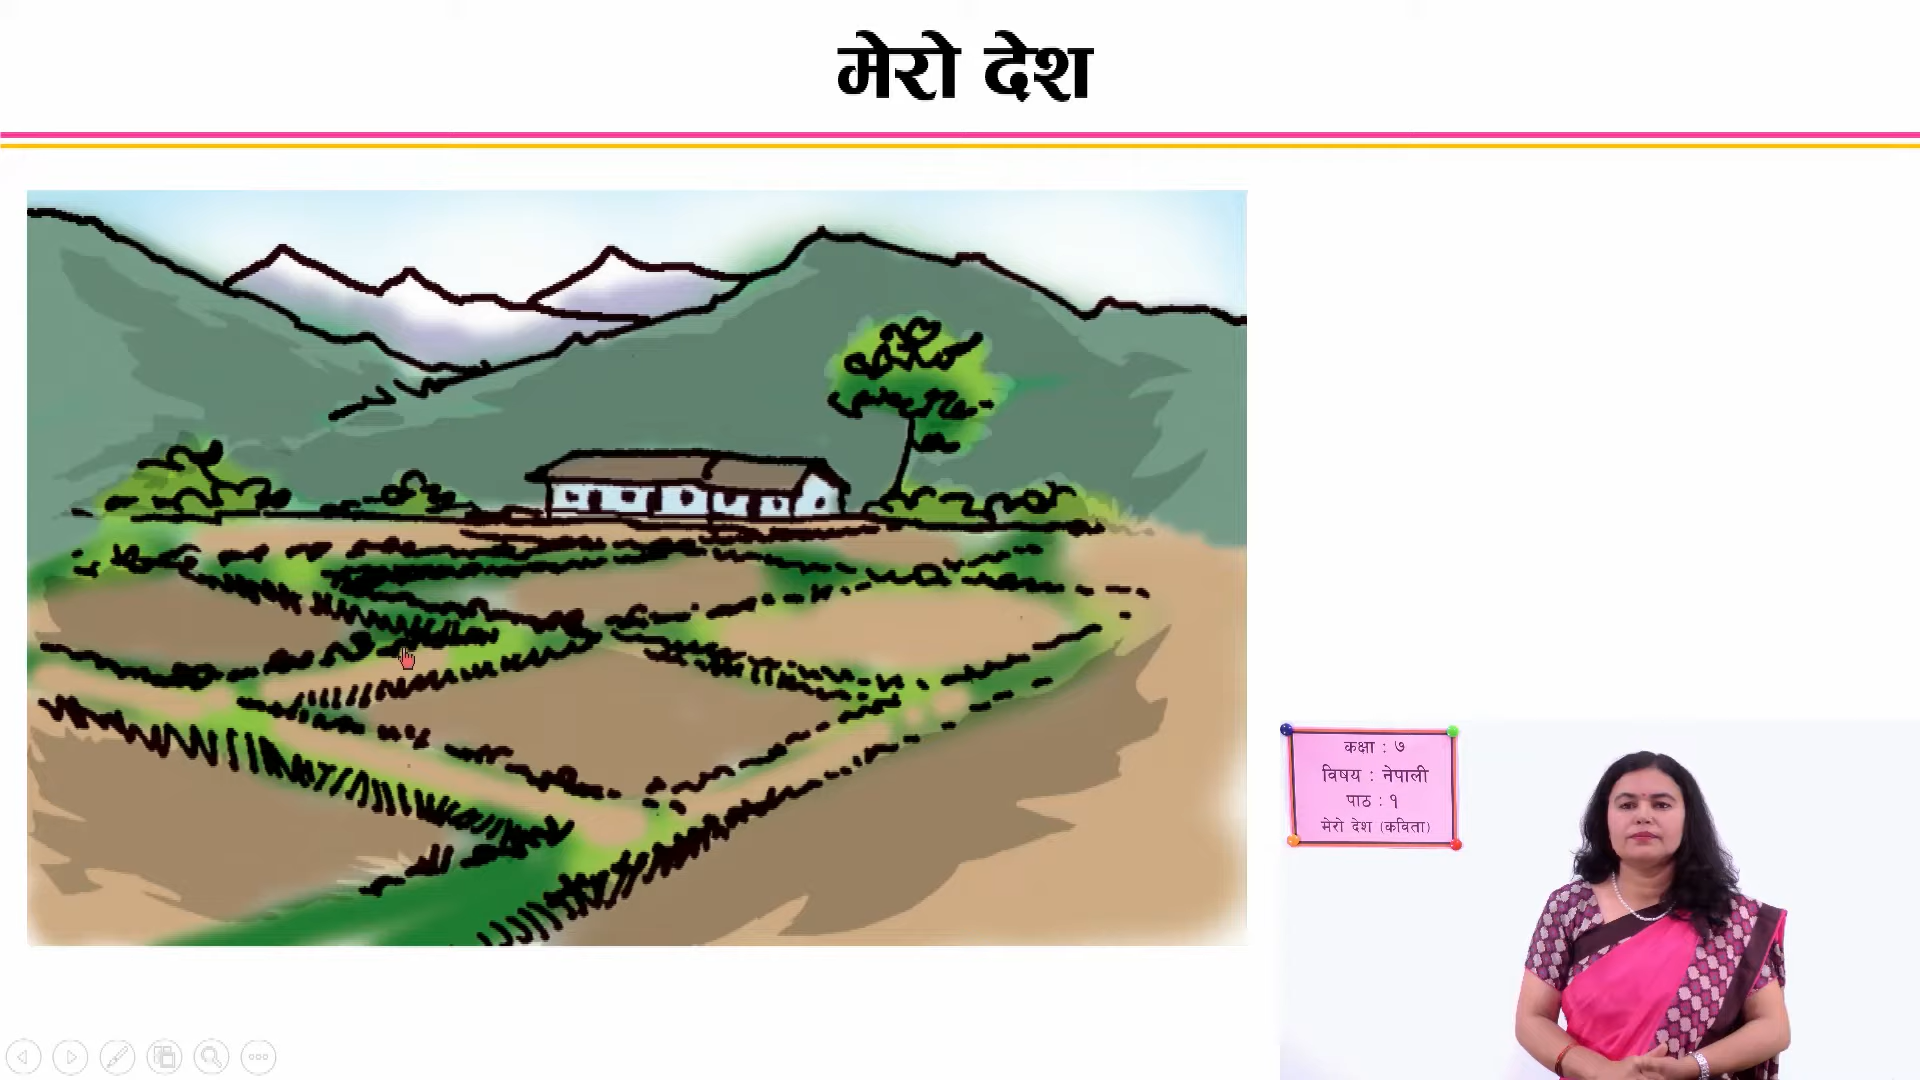 मेरो देश
कक्षा : ७
विषय : नेपाली
पाठ : १
मेरो देश (कविता)